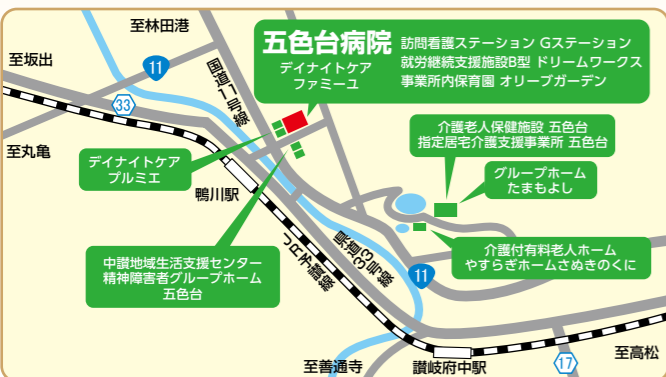 至林田港
至坂出
11
国道11号線
33
至丸亀
五色台病院
デイナイトケア
ファミーユ
訪問看護ステーション Gステーション
就労継続支援施設B型 ドリームワークス
事業所内保育園 オリーブガーデン
デイナイトケア
プルミエ
鴨川駅
介護老人保健施設 五色台
指定居宅介護支援事業所 五色台
グループホーム
たまもよし
中讃地域生活支援センター
精神障害者グループホーム
五色台
JR予讃線
県道33号線
11
介護付有料老人ホーム
やすらぎホームさぬきのくに
至善通寺
讃岐府中駅
17
至高松